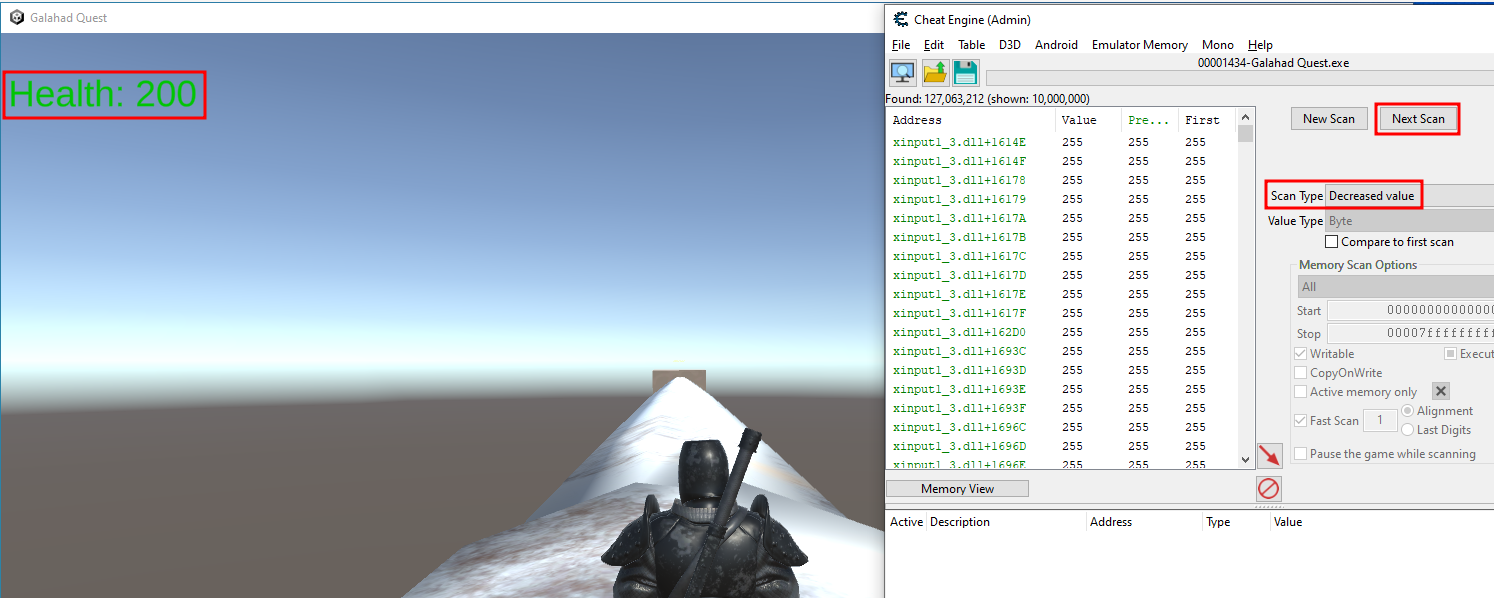 Galahad Quest
Health: 200
Cheat Engine (Admin)
File Edit Table D3D Android Emulator Memory Mono Help
00001434-Galahad Quest.exe
Found: 127,063,212 (shown: 10,000,000)
Address Value Pre... First
xinput1_3.dll+1614E 255 255 255
xinput1_3.dll+1614F 255 255 255
xinput1_3.dll+16178 255 255 255
xinput1_3.dll+16179 255 255 255
xinput1_3.dll+1617A 255 255 255
xinput1_3.dll+1617B 255 255 255
xinput1_3.dll+1617C 255 255 255
xinput1_3.dll+1617D 255 255 255
xinput1_3.dll+1617E 255 255 255
xinput1_3.dll+1617F 255 255 255
xinput1_3.dll+162D0 255 255 255
xinput1_3.dll+1693C 255 255 255
xinput1_3.dll+1693D 255 255 255
xinput1_3.dll+1693E 255 255 255
xinput1_3.dll+1693F 255 255 255
xinput1_3.dll+1696C 255 255 255
xinput1_3.dll+1696D 255 255 255
xinput1_3.dll+1696E 255 255 255
Memory View
New Scan Next Scan
Scan Type Decreased value
Value Type Byte
Compare to first scan
Memory Scan Options
All
Start 0000000000000
Stop 00007fffffffff
Writable Execut
CopyOnWrite
Active memory only
Fast Scan 1 Alignment
Last Digits
Pause the game while scanning
Active Description Address Type Value